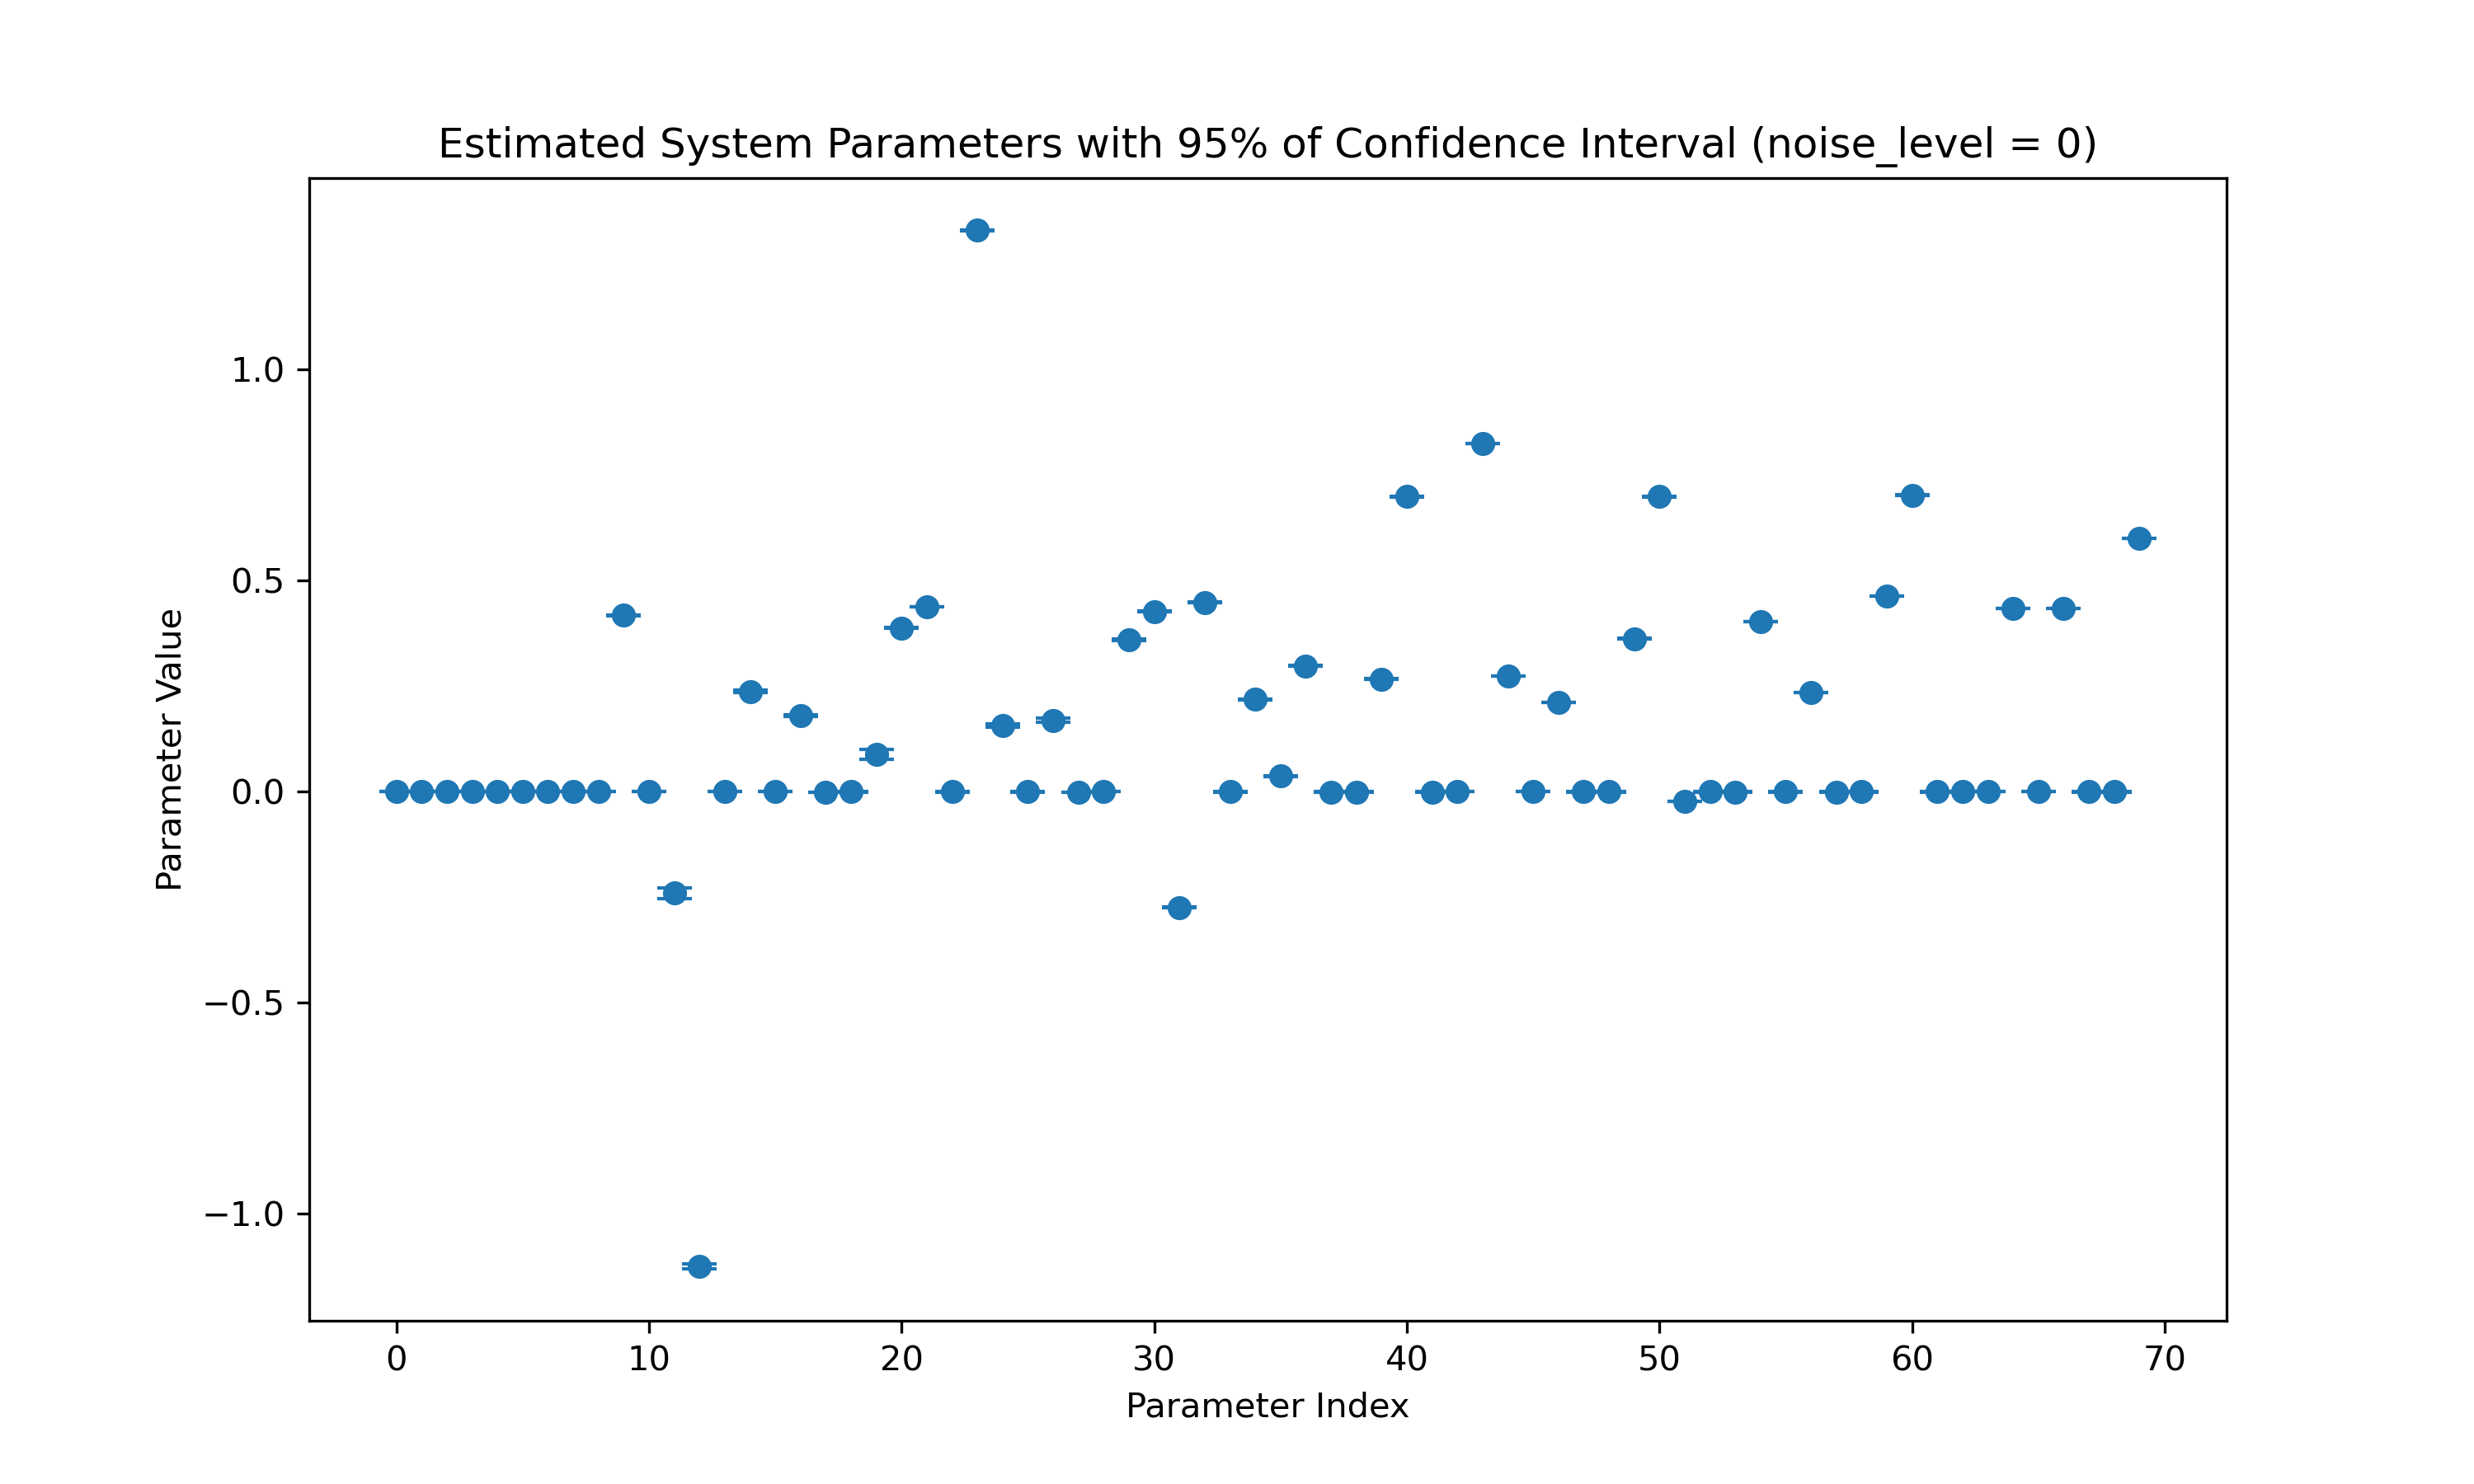 Estimated System Parameters with 95% of Confidence Interval (noise_level = 0)
Parameter Value
1.0
0.5
0.0
−0.5
−1.0
0 10 20 30 40 50 60 70
Parameter Index